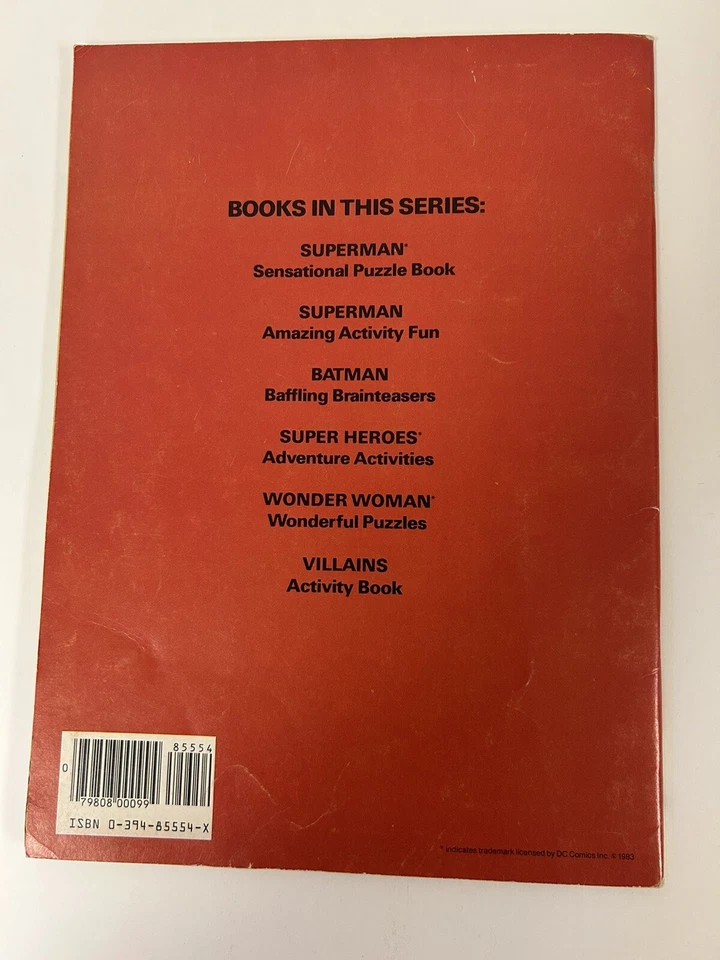 BOOKS IN THIS SERIES:
SUPERMAN*
Sensational Puzzle Book
SUPERMAN
Amazing Activity Fun
BATMAN
Baffling Brainteasers
SUPER HEROES*
Adventure Activities
WONDER WOMAN*
Wonderful Puzzles
VILLAINS
Activity Book
85554
0
79808 00099
ISBN 0-394-85554-X
* indicates trademark licensed by DC Comics Inc. © 1983